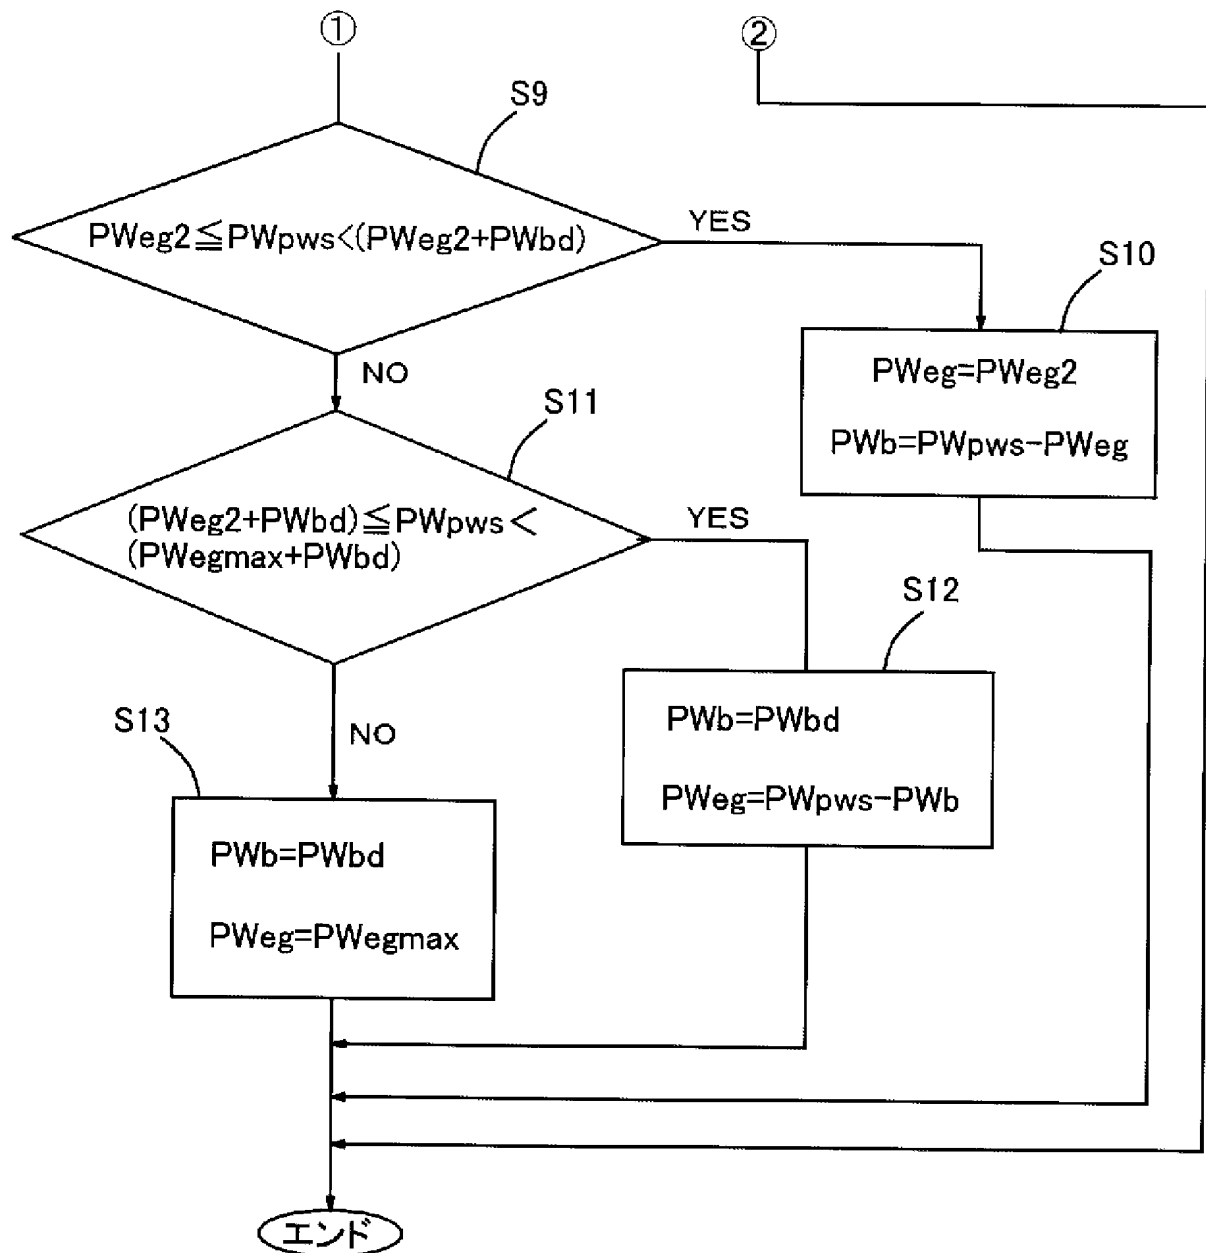 ①
②
S9
PWeg2≦PWpws<(PWeg2+PWbd)
YES
S10
PWeg=PWeg2
PWb=PWpws-PWeg
NO
S11
(PWeg2+PWbd)≦PWpws<
(PWegmax+PWbd)
YES
S12
PWb=PWbd
PWeg=PWpws-PWb
NO
S13
PWb=PWbd
PWeg=PWegmax
エンド